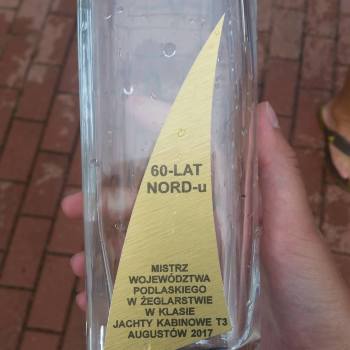 60-LAT
NORD-u
MISTRZ
WOJEWÓDZTWA
PODLASKIEGO
W ŻEGLARSTWIE
W KLASIE
JACHTY KABINOWE T3
AUGUSTÓW 2017